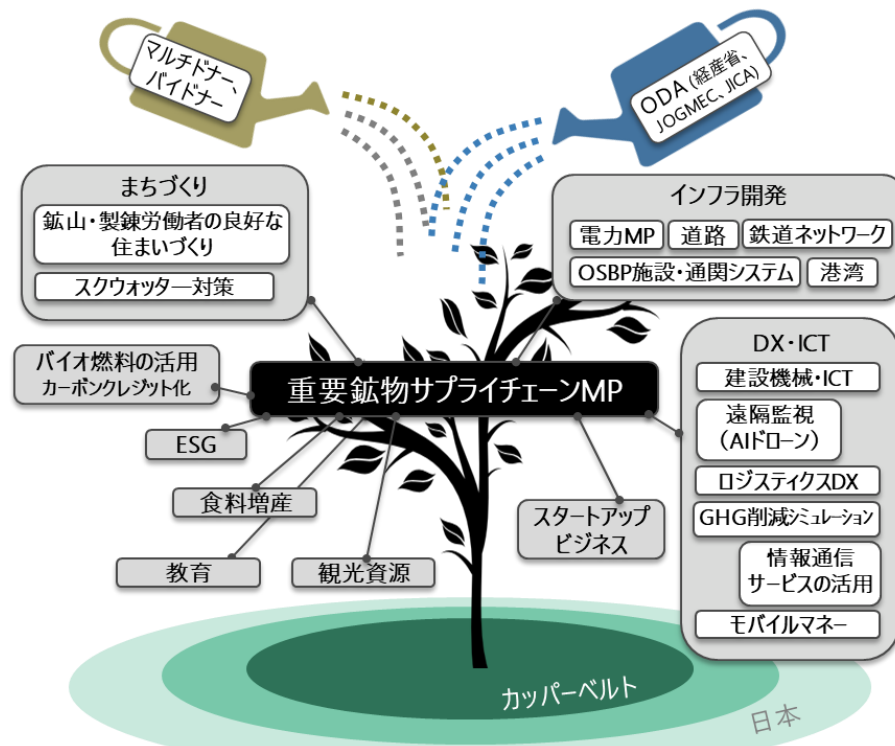 マルチドナー、
バイドナー
ODA (経産省、
JOGMEC、JICA)
まちづくり
鉱山・製錬労働者の良好な
住まいづくり
スクウォッター対策
インフラ開発
電力MP
道路
鉄道ネットワーク
OSBP施設・通関システム
港湾
バイオ燃料の活用
カーボンクレジット化
重要鉱物サプライチェーンMP
ESG
食料増産
教育
観光資源
スタートアップ
ビジネス
DX・ICT
建設機械・ICT
遠隔監視
（AIドローン）
ロジスティクスDX
GHG削減シミュレーション
情報通信
サービスの活用
モバイルマネー
カッパーベルト
日本